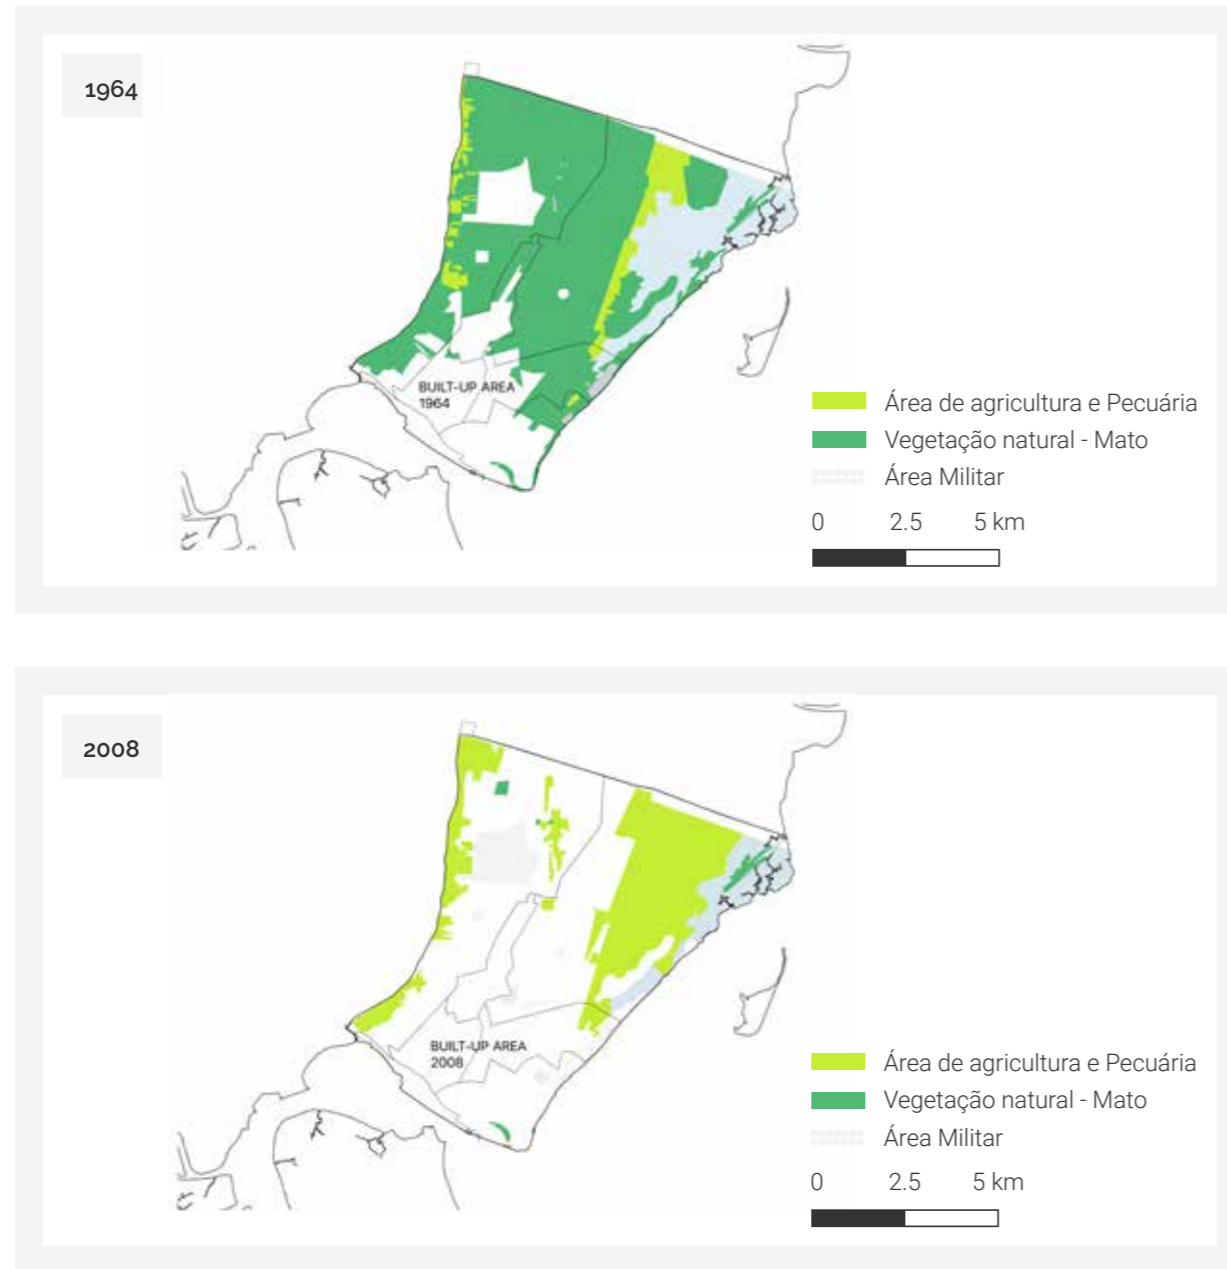 1964
BUILT-UP AREA
1964
Área de agricultura e Pecuária
Vegetação natural - Mato
Área Militar
0 2.5 5 km
2008
BUILT-UP AREA
2008
Área de agricultura e Pecuária
Vegetação natural - Mato
Área Militar
0 2.5 5 km